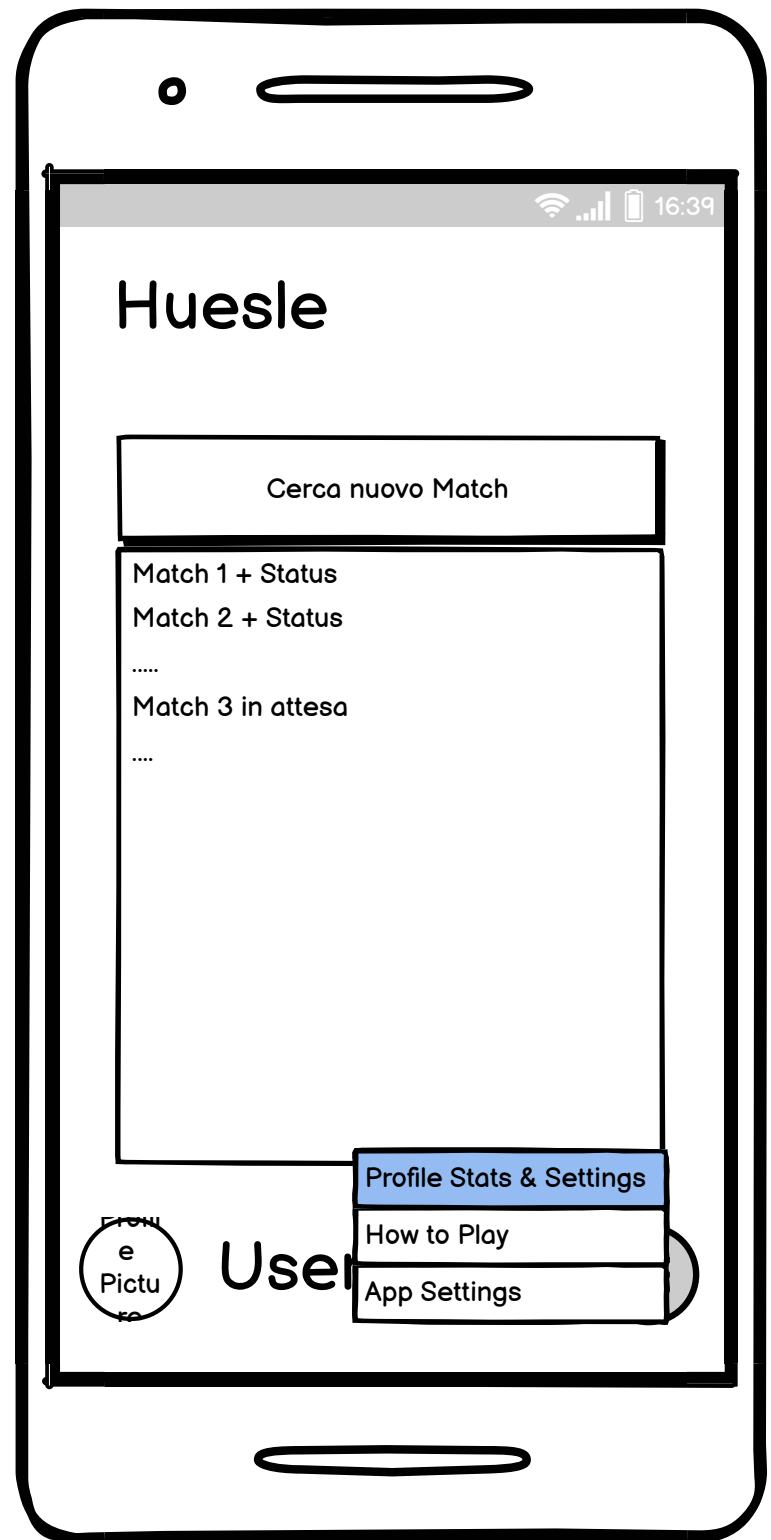 16:39
Huesle
Cerca nuovo Match
Match 1 + Status
Match 2 + Status
.....
Match 3 in attesa
....
Profile Stats & Settings
How to Play
App Settings
e
Pictu
User